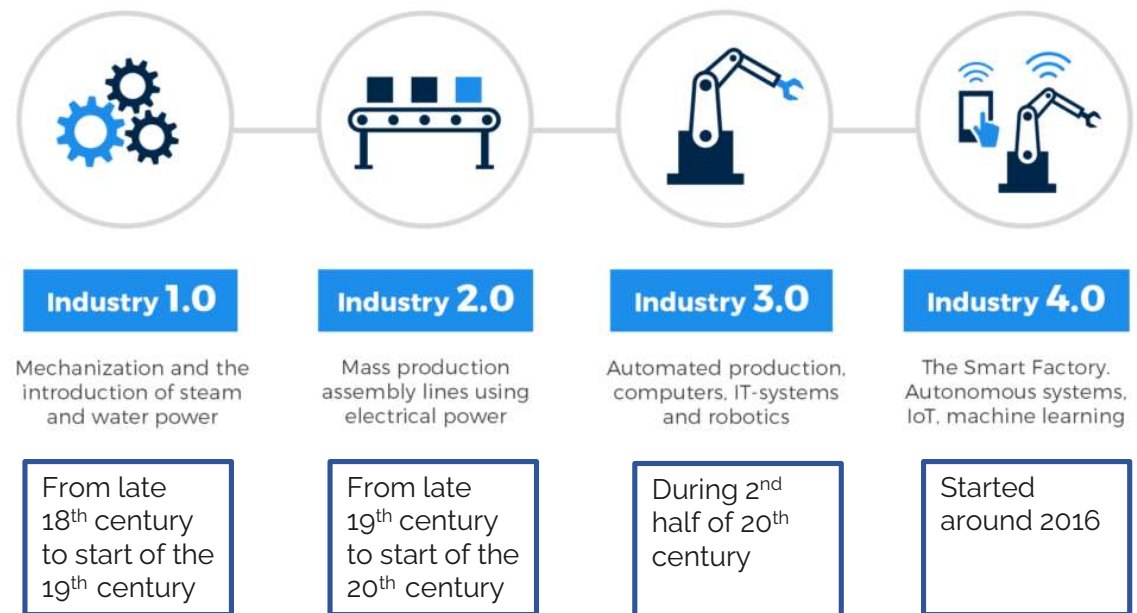 Industry 1.0
Mechanization and the
introduction of steam
and water power
From late
18th century
to start of the
19th century
Industry 2.0
Mass production
assembly lines using
electrical power
From late
19th century
to start of the
20th century
Industry 3.0
Automated production,
computers, IT-systems
and robotics
During 2nd
half of 20th
century
Industry 4.0
The Smart Factory.
Autonomous systems,
IoT, machine learning
Started
around 2016